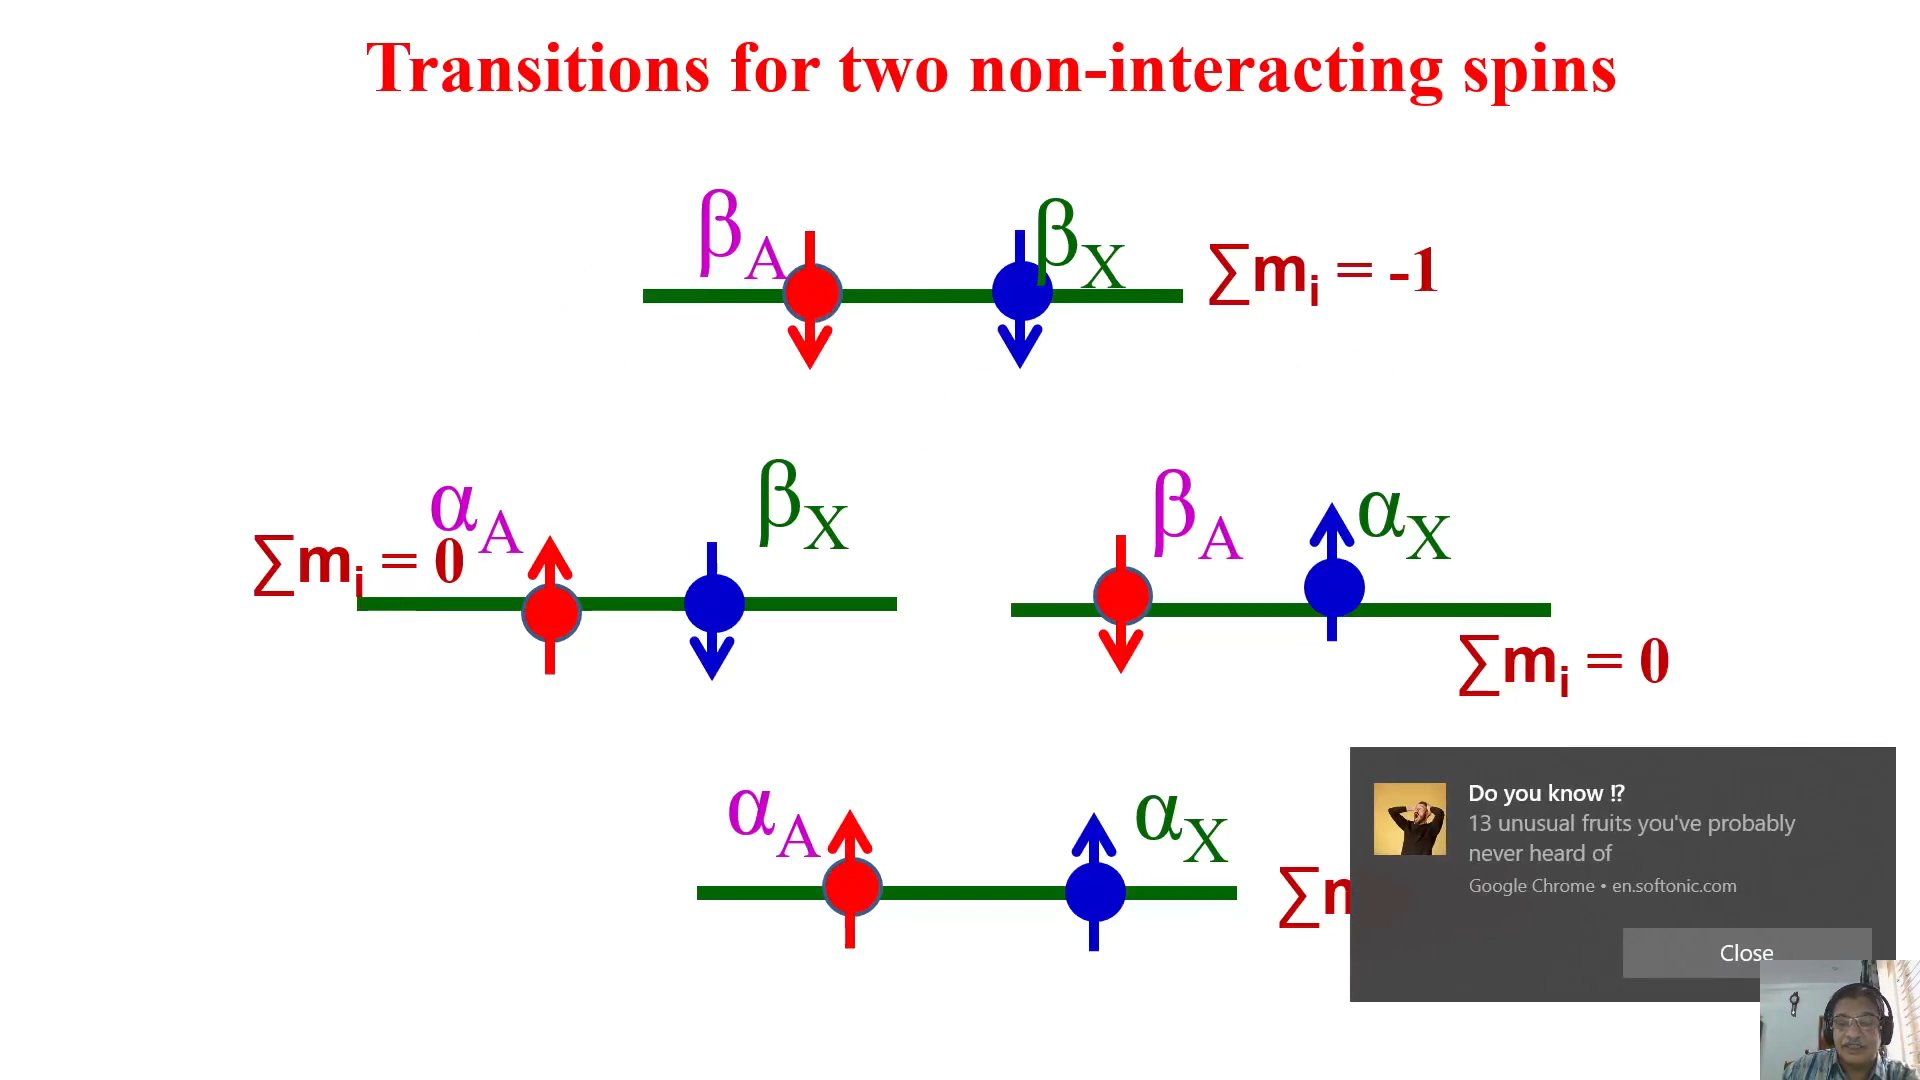 Transitions for two non-interacting spins
βA βX ∑mi = -1
∑mi = 0 αA βX
βA αX
∑mi = 0
αA αX
∑m
Do you know !?
13 unusual fruits you've probably
never heard of
Google Chrome • en.softonic.com
Close